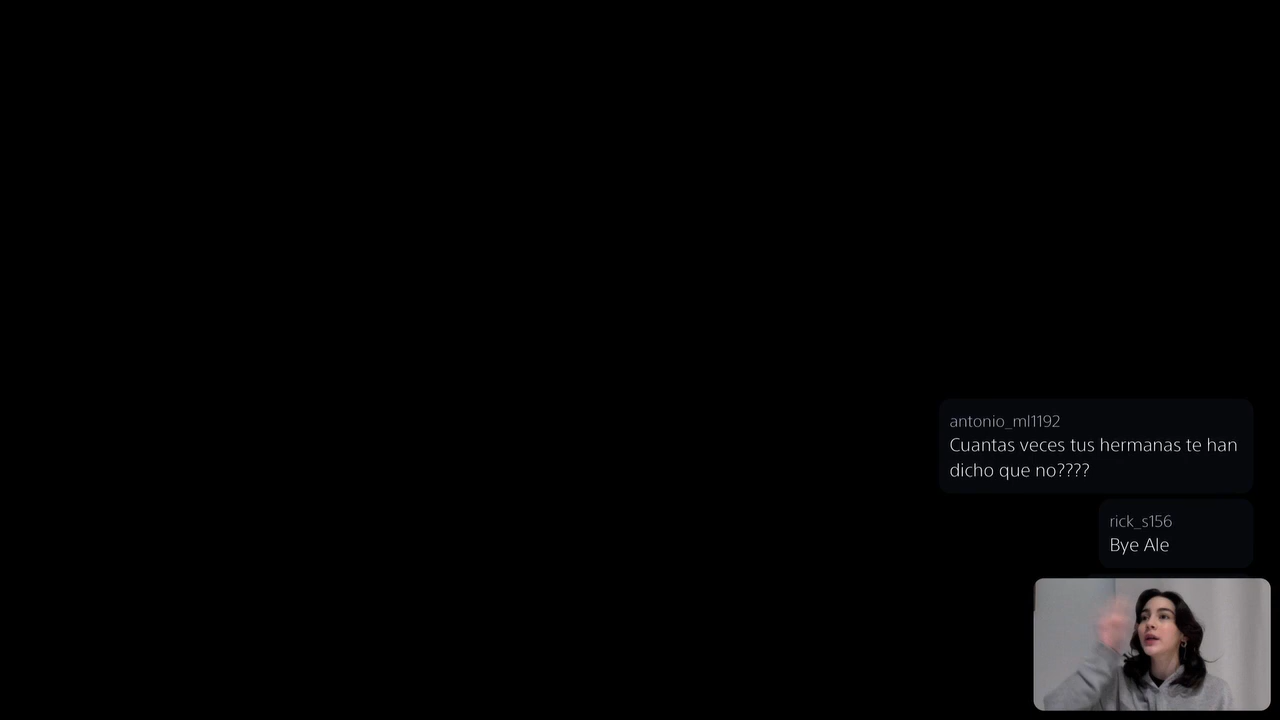 antonio_ml1192
Cuantas veces tus hermanas te han
dicho que no????
rick_s156
Bye Ale